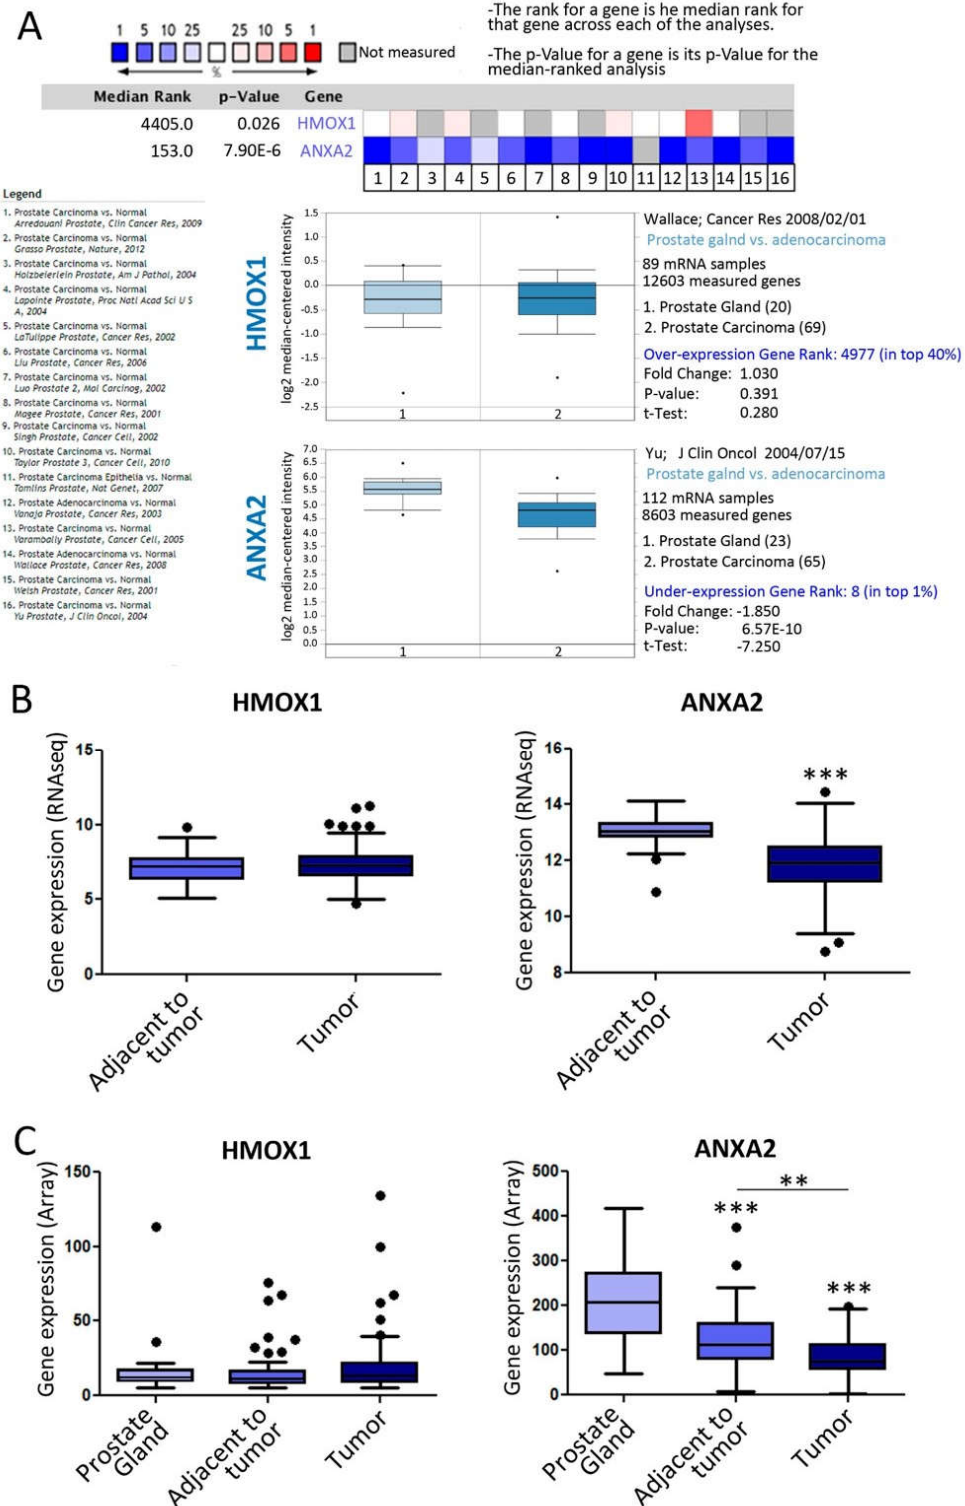 A
1 5 10 25 25 10 5 1
Not measured
%
-The rank for a gene is he median rank for
that gene across each of the analyses.
-The p-Value for a gene is its p-Value for the
median-ranked analysis
Median Rank p-Value Gene
4405.0 0.026 HMOX1
153.0 7.90E-6 ANXA2
1 2 3 4 5 6 7 8 9 10 11 12 13 14 15 16
Legend
1. Prostate Carcinoma vs. Normal
Arredouani Prostate, Clin Cancer Res, 2009
2. Prostate Carcinoma vs. Normal
Grasso Prostate, Nature, 2012
3. Prostate Carcinoma vs. Normal
Holzbeierlein Prostate, Am J Pathol, 2004
4. Prostate Carcinoma vs. Normal
Lapointe Prostate, Proc Natl Acad Sci U S
A, 2004
5. Prostate Carcinoma vs. Normal
LaTulippe Prostate, Cancer Res, 2002
6. Prostate Carcinoma vs. Normal
Liu Prostate, Cancer Res, 2006
7. Prostate Carcinoma vs. Normal
Luo Prostate 2, Mol Carcinog, 2002
8. Prostate Carcinoma vs. Normal
Magee Prostate, Cancer Res, 2001
9. Prostate Carcinoma vs. Normal
Singh Prostate, Cancer Cell, 2002
10. Prostate Carcinoma vs. Normal
Taylor Prostate 3, Cancer Cell, 2010
11. Prostate Carcinoma Epithelia vs. Normal
Tomlins Prostate, Nat Genet, 2007
12. Prostate Adenocarcinoma vs. Normal
Vanaja Prostate, Cancer Res, 2003
13. Prostate Carcinoma vs. Normal
Varambally Prostate, Cancer Cell, 2005
14. Prostate Adenocarcinoma vs. Normal
Wallace Prostate, Cancer Res, 2008
15. Prostate Carcinoma vs. Normal
Welsh Prostate, Cancer Res, 2001
16. Prostate Carcinoma vs. Normal
Yu Prostate, J Clin Oncol, 2004
HMOX1
log2 median-centered intensity
1.5
1.0
0.5
0.0
-0.5
-1.0
-1.5
-2.0
-2.5
1 2
Wallace; Cancer Res 2008/02/01
Prostate galnd vs. adenocarcinoma
89 mRNA samples
12603 measured genes
1. Prostate Gland (20)
2. Prostate Carcinoma (69)
Over-expression Gene Rank: 4977 (in top 40%)
Fold Change: 1.030
P-value: 0.391
t-Test: 0.280
ANXA2
log2 median-centered intensity
7.0
6.5
6.0
5.5
5.0
4.5
4.0
3.5
3.0
2.5
2.0
1.5
1.0
0.5
0.0
1 2
Yu; J Clin Oncol 2004/07/15
Prostate galnd vs. adenocarcinoma
112 mRNA samples
8603 measured genes
1. Prostate Gland (23)
2. Prostate Carcinoma (65)
Under-expression Gene Rank: 8 (in top 1%)
Fold Change: -1.850
P-value: 6.57E-10
t-Test: -7.250
B
HMOX1
Gene expression (RNAseq)
15
10
5
0
Adjacent to
tumor
Tumor
ANXA2
Gene expression (RNAseq)
16
14
12
10
8
***
Adjacent to
tumor
Tumor
C
HMOX1
Gene expression (Array)
150
100
50
0
Prostate
Gland
Adjacent to
tumor
Tumor
ANXA2
Gene expression (Array)
500
400
300
200
100
0
**
***
***
Prostate
Gland
Adjacent to
tumor
Tumor